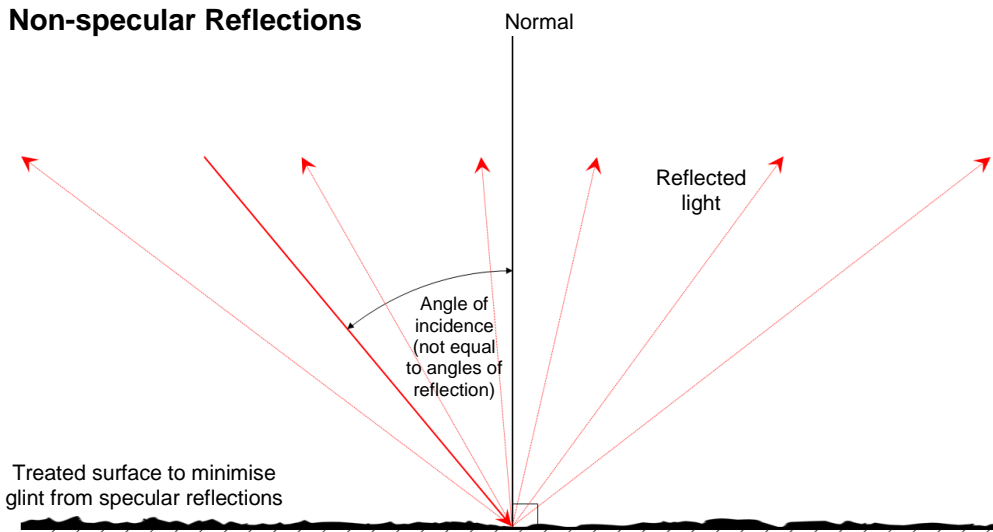 Non-specular Reflections
Normal
Reflected
light
Angle of
incidence
(not equal
to angles of
reflection)
Treated surface to minimise
glint from specular reflections